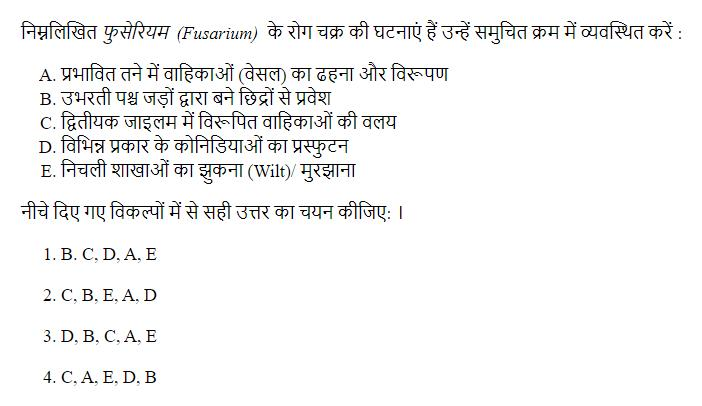 निम्नलिखित फुसेरियम (Fusarium) के रोग चक्र की घटनाएं हैं उन्हें समुचित क्रम में व्यवस्थित करें :
A. प्रभावित तने में वाहिकाओं (वेसल) का ढहना और विरूपण
B. उभरती पश्च जड़ों द्वारा बने छिद्रों से प्रवेश
C. द्वितीयक जाइलम में विरूपित वाहिकाओं की वलय
D. विभिन्न प्रकार के कोनिडियाओं का प्रस्फुटन
E. निचली शाखाओं का झुकना (Wilt)/ मुरझाना
नीचे दिए गए विकल्पों में से सही उत्तर का चयन कीजिए: ।
1. B. C, D, A, E
2. C, B, E, A, D
3. D, B, C, A, E
4. C, A, E, D, B